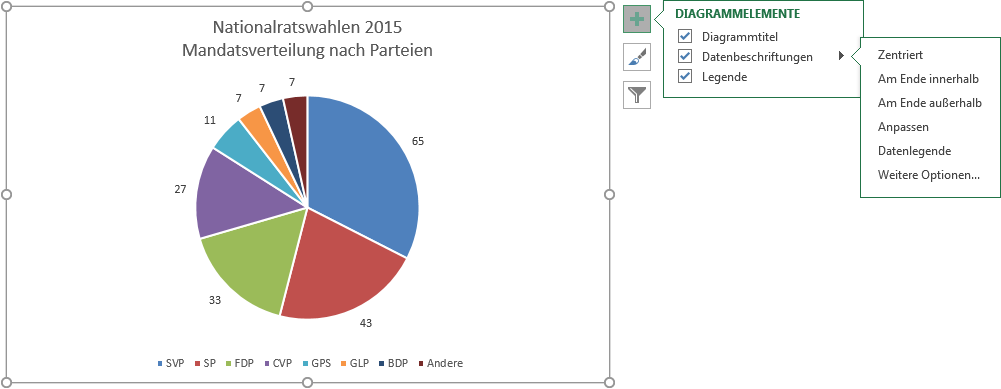 Nationalratswahlen 2015
Mandatsverteilung nach Parteien
7
7
7
11
65
27
33
43
SVP SP FDP CVP GPS GLP BDP Andere
DIAGRAMMELEMENTE
Diagrammtitel
Datenbeschriftungen
Legende
Zentriert
Am Ende innerhalb
Am Ende außerhalb
Anpassen
Datenlegende
Weitere Optionen...